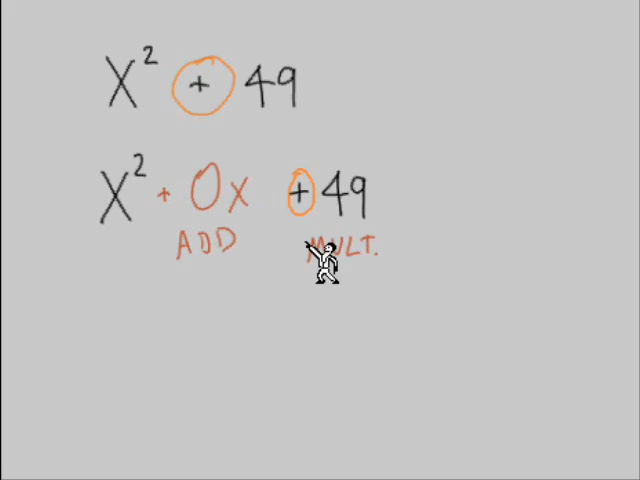 X² + 49
X² + 0x + 49
ADD MULT.